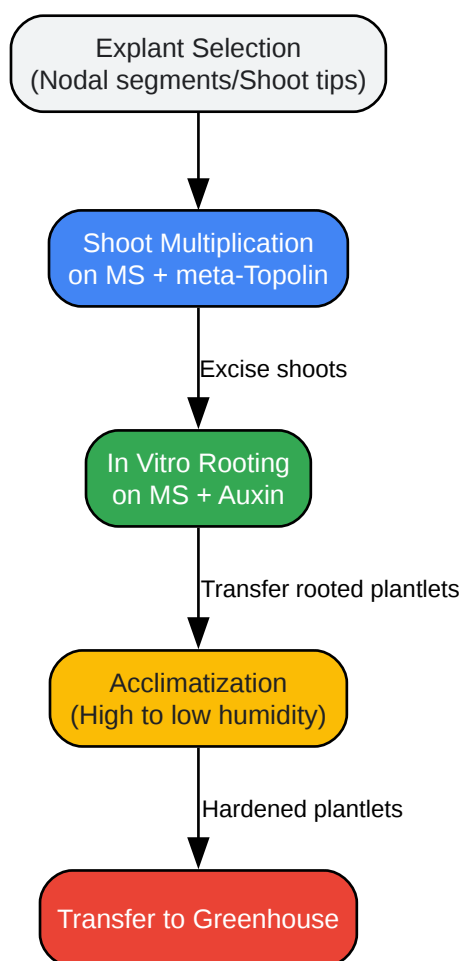 Explant Selection
(Nodal segments/Shoot tips)
Shoot Multiplication
on MS + meta-Topolin
Excise shoots
In Vitro Rooting
on MS + Auxin
Transfer rooted plantlets
Acclimatization
(High to low humidity)
Hardened plantlets
Transfer to Greenhouse